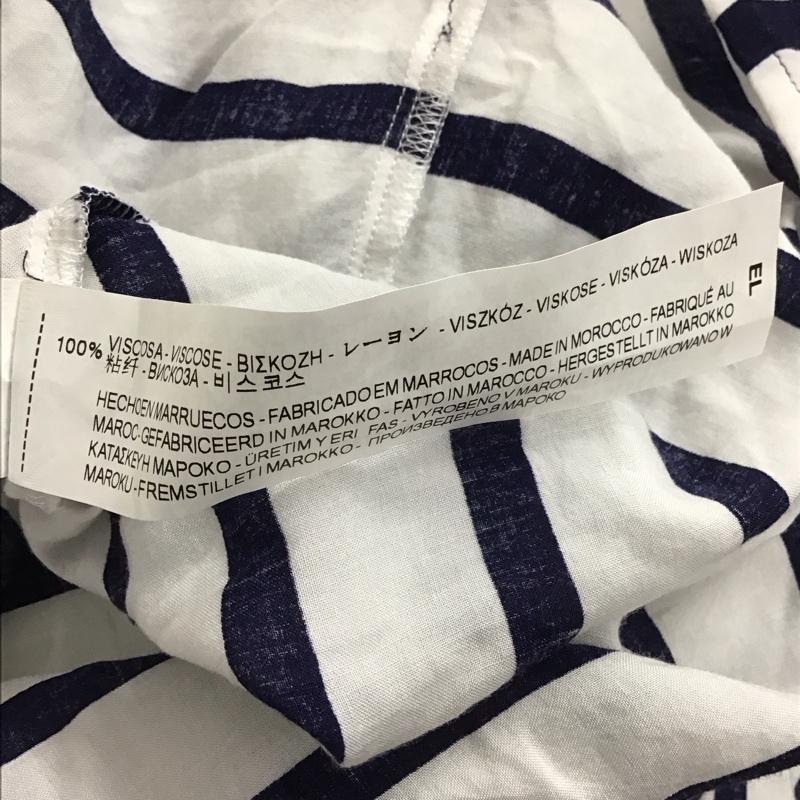 100% VISCOSA - VISCOSE - ΒΙΣΚΟΖΗ - レーヨン - VISZKÓZ - VISKOSE - VISKÓZA - WISKOZA
粘纤 - ВИСКОЗА - 비스코스
HECHO EN MARRUECOS - FABRICADO EM MARROCOS - MADE IN MOROCCO - FABRIQUÉ AU
MAROC-GEFABRICEERD IN MAROKKO - FATTO IN MAROCCO - HERGESTELLT IN MAROKKO
ΚΑΤΑΣΚΕΥΗ ΜΑΡΟΚΟ - ÜRETIM YERI FAS - VYROBENO V MAROKU - WYPRODUKOWANO W
MAROKU - FREMSTILLET I MAROKKO - ПРОИЗВЕДЕНО В МАРОКО
EL